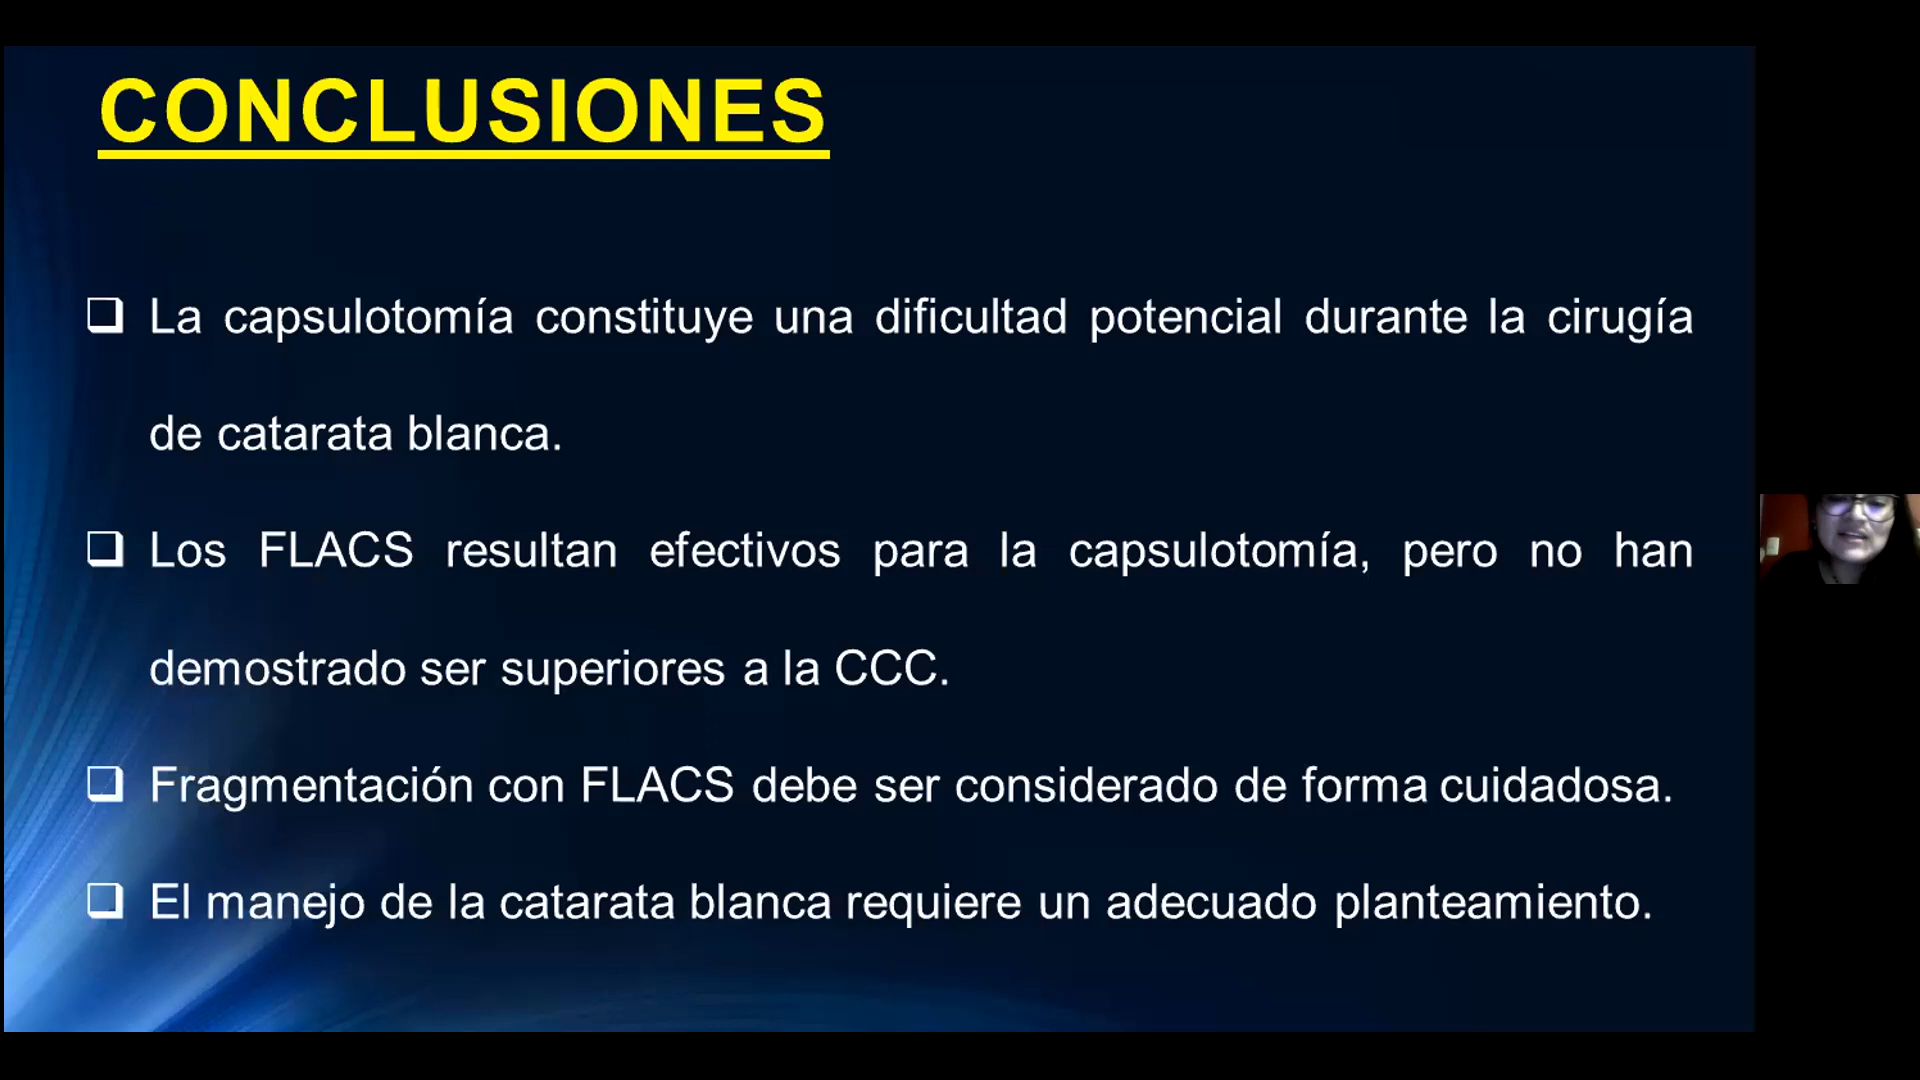 CONCLUSIONES
La capsulotomía constituye una dificultad potencial durante la cirugía
de catarata blanca.
Los FLACS resultan efectivos para la capsulotomía, pero no han
demostrado ser superiores a la CCC.
Fragmentación con FLACS debe ser considerado de forma cuidadosa.
El manejo de la catarata blanca requiere un adecuado planteamiento.